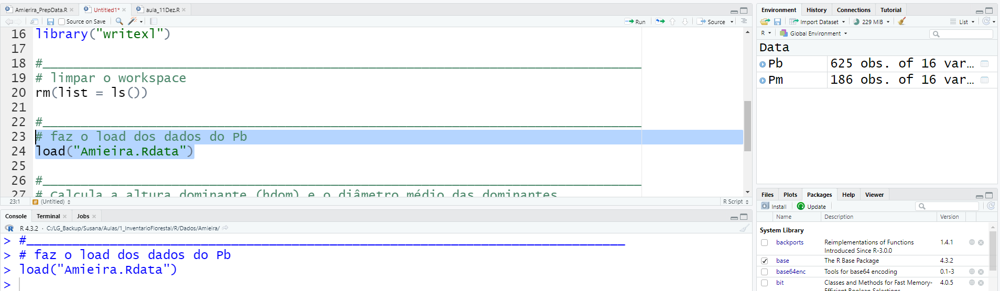 Amierira_PrepData.R
Untitled1*
aula_11Dez.R
Source on Save
Run
Source
16 library("writexl")
17
18 #_______________________________________________________________________________
19 # limpar o workspace
20 rm(list = ls())
21
22 #_______________________________________________________________________________
23 # faz o load dos dados do Pb
24 load("Amieira.Rdata")
25
26 #_______________________________________________________________________________
27 # Calcula a altura dominante (hdom) e o diâmetro médio das dominantes
23:1 # (Untitled) R Script
Console Terminal Jobs
R 4.3.2 · C:/LG_Backup/Susana/Aulas/1_InventarioFlorestal/R/Dados/Amieira/
> #_______________________________________________________________________________
> # faz o load dos dados do Pb
> load("Amieira.Rdata")
>
Environment History Connections Tutorial
Import Dataset 229 MiB List
R Global Environment
Data
Pb 625 obs. of 16 var…
Pm 186 obs. of 16 var…
Files Plots Packages Help Viewer
Install Update
Name Description Version
System Library
backports Reimplementations of Functions 1.4.1
Introduced Since R-3.0.0
base The R Base Package 4.3.2
base64enc Tools for base64 encoding 0.1-3
bit Classes and Methods for Fast Memory- 4.0.5
Efficient Boolean Selections